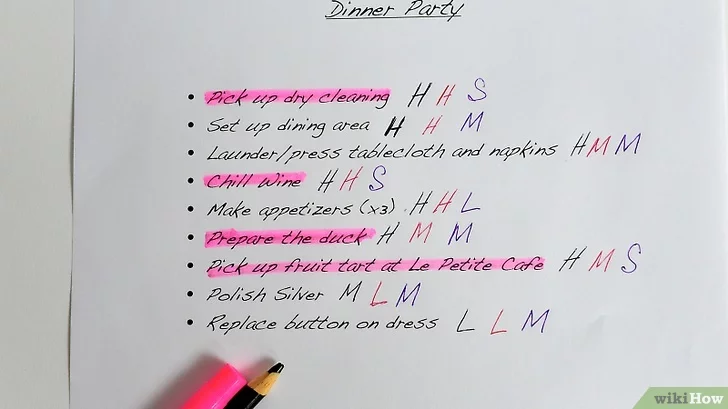 Dinner Party
• Pick up dry cleaning H H S
• Set up dining area H H M
• Launder/press tablecloth and napkins H M M
• Chill Wine H H S
• Make appetizers (x3) H H L
• Prepare the duck H M M
• Pick up fruit tart at Le Petite Cafe H M S
• Polish Silver M L M
• Replace button on dress L L M
wikiHow